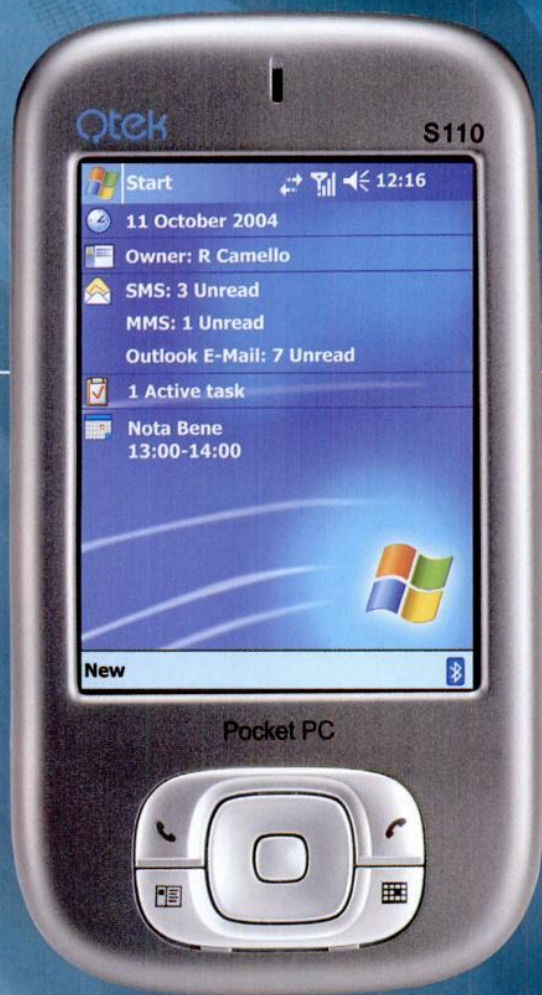 Qtek
S110
Start 12:16
11 October 2004
Owner: R Camello
SMS: 3 Unread
MMS: 1 Unread
Outlook E-Mail: 7 Unread
1 Active task
Nota Bene
13:00-14:00
New
Pocket PC